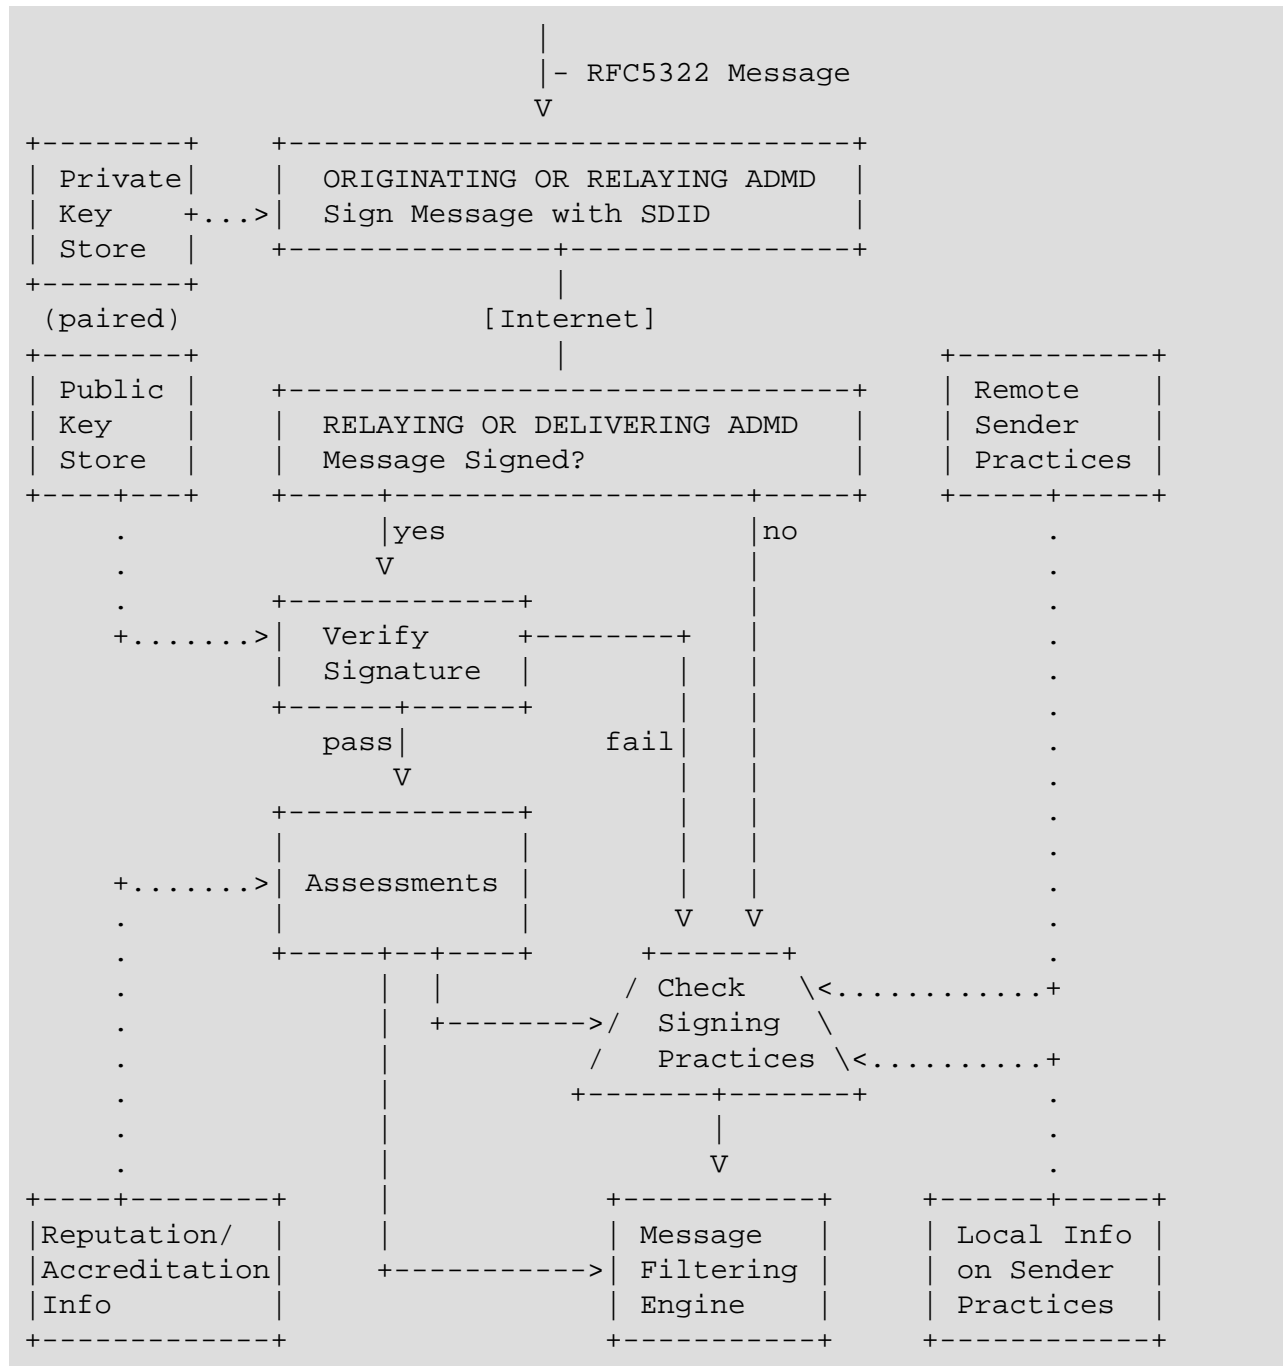 |
                              |- RFC5322 Message
                              V
+--------+    +--------------------------------+
| Private|    |  ORIGINATING OR RELAYING ADMD  |
| Key    +...>|  Sign Message with SDID        |
| Store  |    +---------------+----------------+
+--------+                    |
 (paired)                 [Internet]
+--------+                    |                     +-----------+
| Public |    +--------------------------------+    | Remote    |
| Key    |    |  RELAYING OR DELIVERING ADMD   |    | Sender    |
| Store  |    |  Message Signed?               |    | Practices |
+----+---+    +-----+--------------------+-----+    +-----+-----+
     .              |yes                 |no              .
     .              V                    |                .
     .        +-------------+            |                .
     +.......>|  Verify     +--------+   |                .
              |  Signature  |        |   |                .
              +------+------+        |   |                .
                 pass|           fail|   |                .
                     V               |   |                .
              +-------------+        |   |                .
              |             |        |   |                .
     +.......>| Assessments |        |   |                .
     .        |             |        V   V                .
     .        +-----+--+----+      +-------+              .
     .              |  |          / Check   \<............+
     .              |  +-------->/  Signing  \
     .              |           /   Practices \<..........+
     .              |          +-------+-------+          .
     .              |                  |                  .
     .              |                  V                  .
+----+--------+     |            +-----------+     +------+-----+
|Reputation/  |     |            | Message   |     | Local Info |
|Accreditation|     +----------->| Filtering |     | on Sender  |
|Info         |                  | Engine    |     | Practices  |
+-------------+                  +-----------+     +------------+